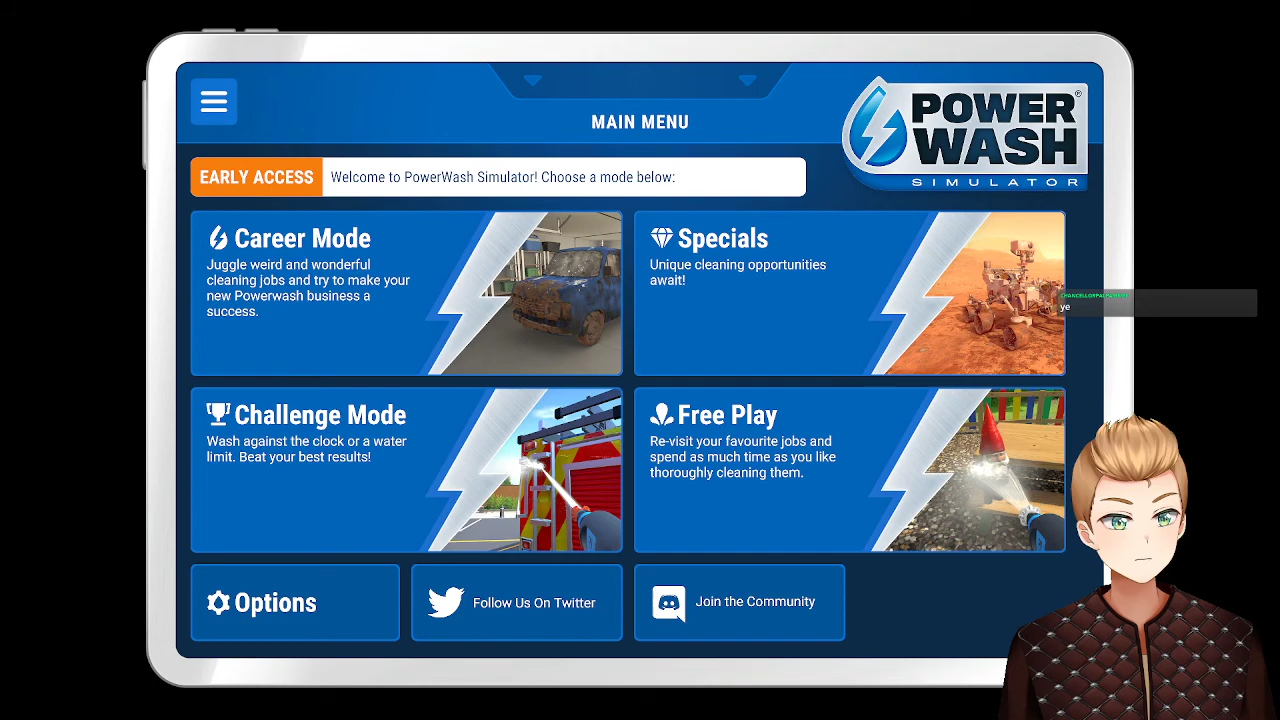 MAIN MENU
POWER
WASH
SIMULATOR
EARLY ACCESS
Welcome to PowerWash Simulator! Choose a mode below:
Career Mode
Juggle weird and wonderful
cleaning jobs and try to make your
new Powerwash business a
success.
Specials
Unique cleaning opportunities
await!
ye
Challenge Mode
Wash against the clock or a water
limit. Beat your best results!
Free Play
Re-visit your favourite jobs and
spend as much time as you like
thoroughly cleaning them.
Options
Follow Us On Twitter
Join the Community